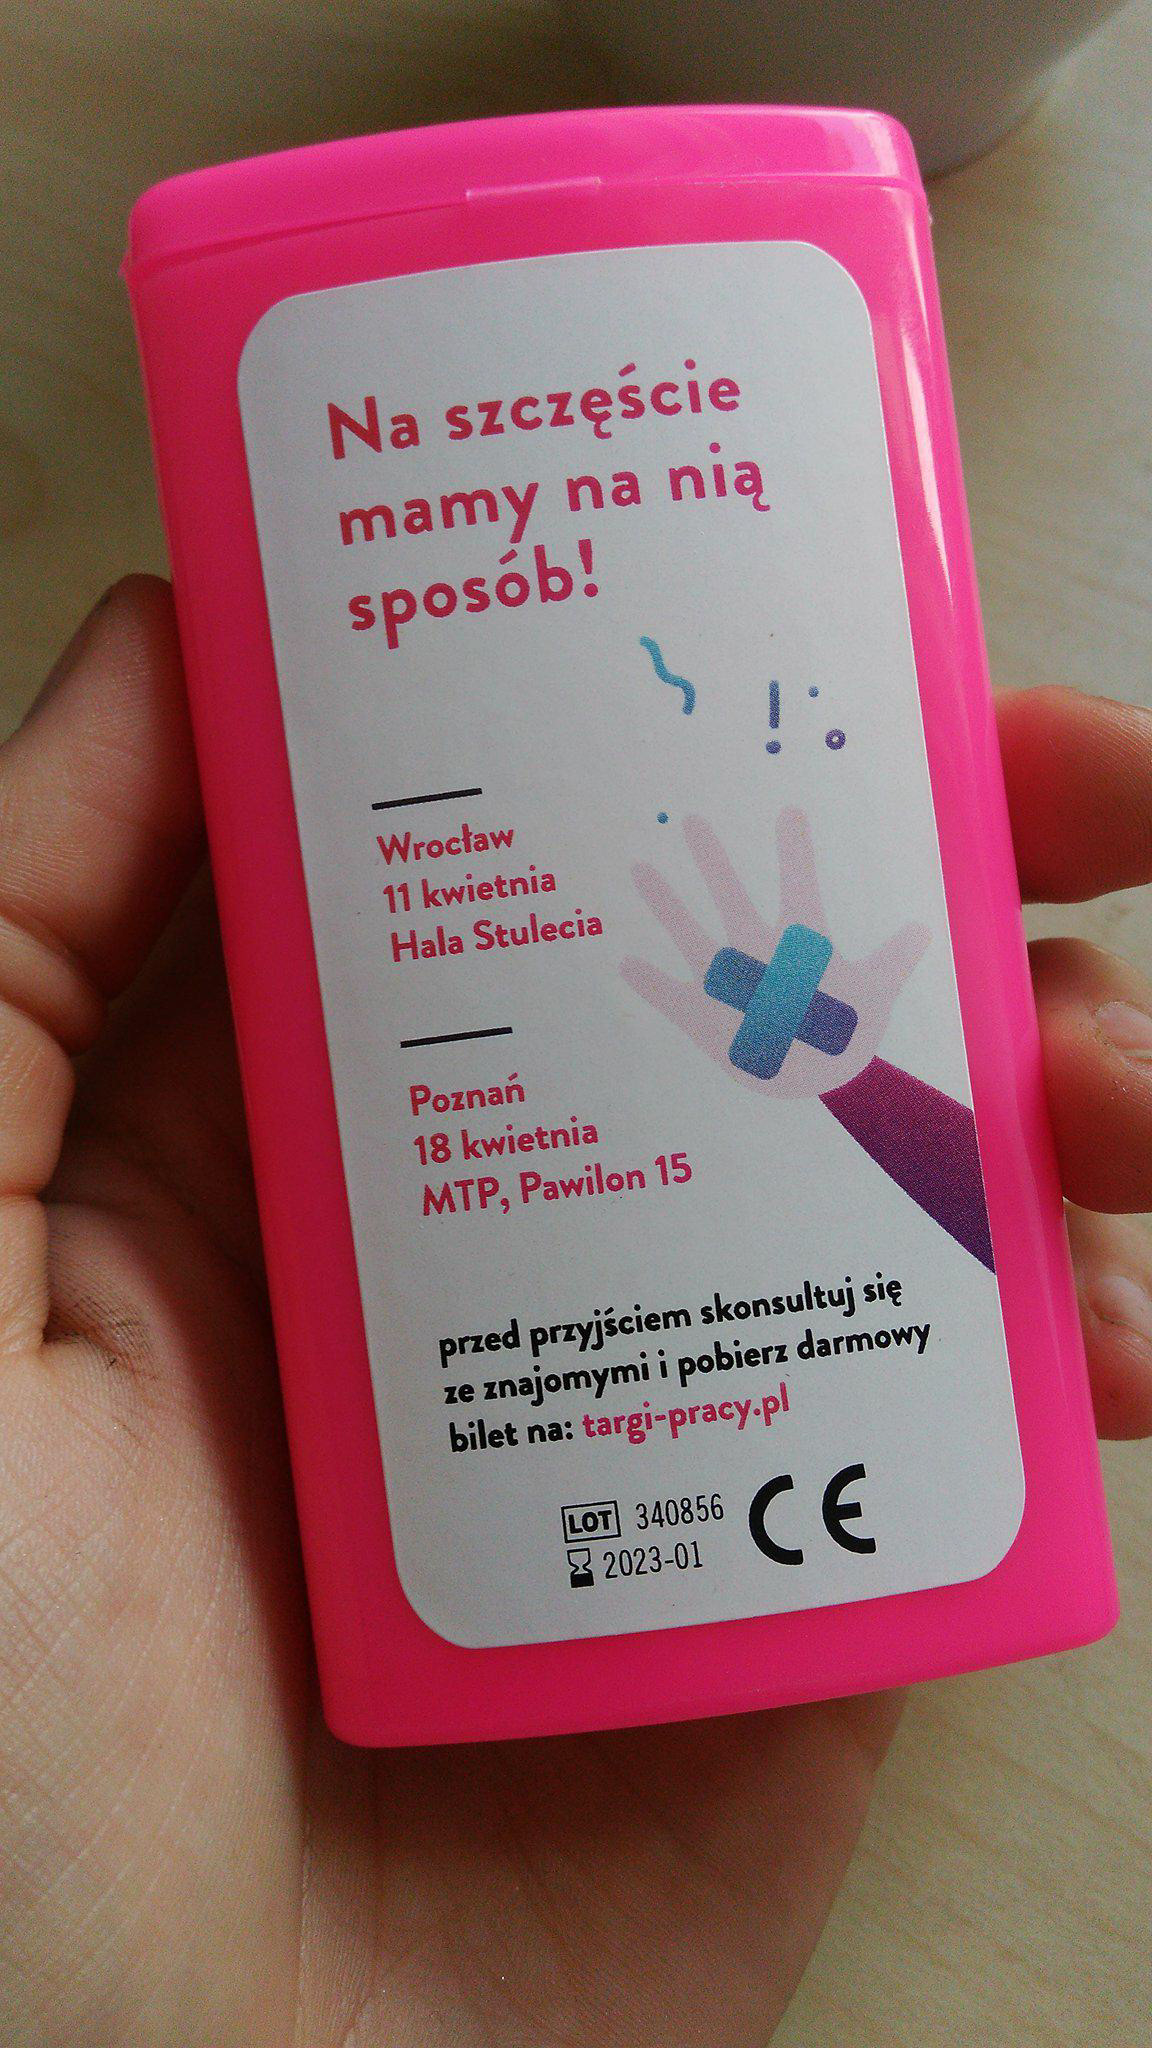 Na szczęście
mamy na nią
sposób!
Wrocław
11 kwietnia
Hala Stulecia
Poznań
18 kwietnia
MTP, Pawilon 15
przed przyjściem skonsultuj się
ze znajomymi i pobierz darmowy
bilet na: targi-pracy.pl
LOT 340856
2023-01
CE